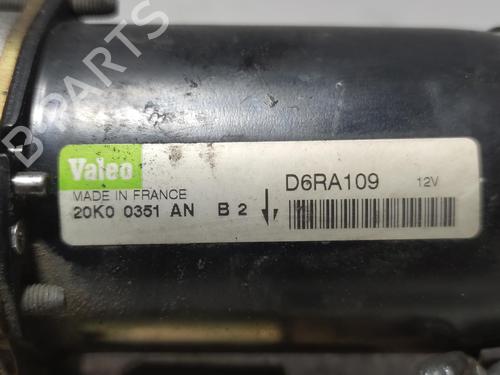 Valeo
MADE IN FRANCE
20K0 0351 AN B 2
D6RA109 12V
B-PARTS